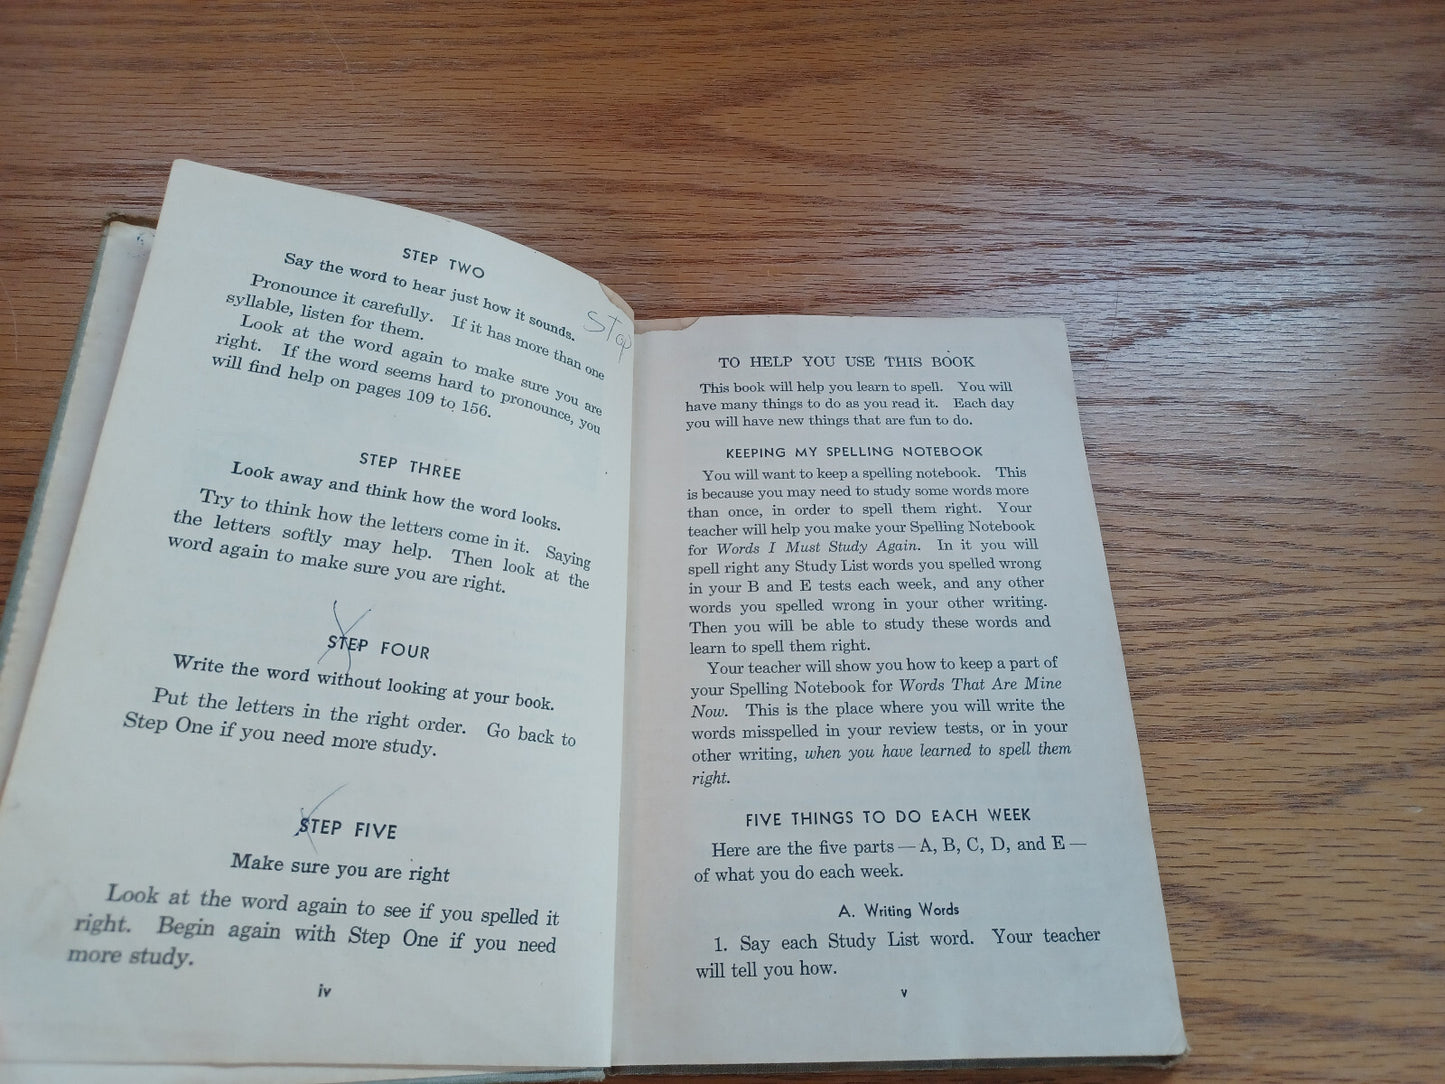 STEP TWO
Say the word to hear just how it sounds.
Pronounce it carefully. If it has more than one
syllable, listen for them.
Look at the word again to make sure you are
right. If the word seems hard to pronounce, you
will find help on pages 109 to 156.
Stop
STEP THREE
Look away and think how the word looks.
Try to think how the letters come in it. Saying
the letters softly may help. Then look at the
word again to make sure you are right.
STEP FOUR
Write the word without looking at your book.
Put the letters in the right order. Go back to
Step One if you need more study.
STEP FIVE
Make sure you are right
Look at the word again to see if you spelled it
right. Begin again with Step One if you need
more study.
iv
TO HELP YOU USE THIS BOOK
This book will help you learn to spell. You will
have many things to do as you read it. Each day
you will have new things that are fun to do.
KEEPING MY SPELLING NOTEBOOK
You will want to keep a spelling notebook. This
is because you may need to study some words more
than once, in order to spell them right. Your
teacher will help you make your Spelling Notebook
for Words I Must Study Again. In it you will
spell right any Study List words you spelled wrong
in your B and E tests each week, and any other
words you spelled wrong in your other writing.
Then you will be able to study these words and
learn to spell them right.
Your teacher will show you how to keep a part of
your Spelling Notebook for Words That Are Mine
Now. This is the place where you will write the
words misspelled in your review tests, or in your
other writing, when you have learned to spell them
right.
FIVE THINGS TO DO EACH WEEK
Here are the five parts — A, B, C, D, and E —
of what you do each week.
A. Writing Words
1. Say each Study List word. Your teacher
will tell you how.
v